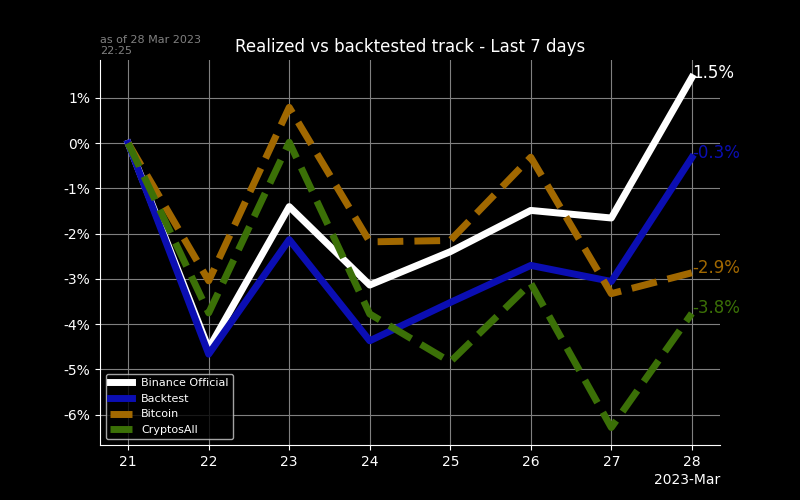 as of 28 Mar 2023
22:25
Realized vs backtested track - Last 7 days
1%
0%
-1%
-2%
-3%
-4%
-5%
-6%
1.5%
-0.3%
-2.9%
-3.8%
Binance Official
Backtest
Bitcoin
CryptosAll
21 22 23 24 25 26 27 28
2023-Mar